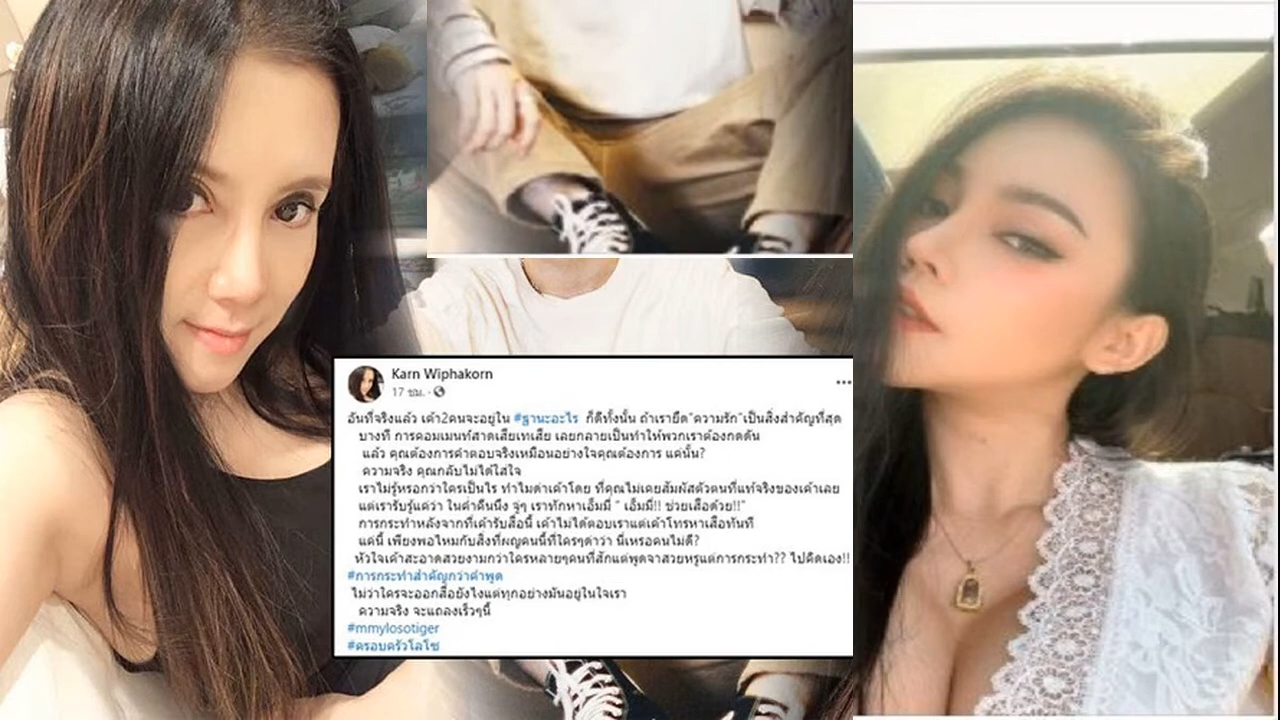 Karn Wiphakorn
17 ชม. ·
อันที่จริงแล้ว เค้า2คนจะอยู่ใน #ฐานะอะไร ก็ดีทั้งนั้น ถ้าเรายึด"ความรัก"เป็นสิ่งสำคัญที่สุด
บางที การคอมเมนท์สาดเสียเทเสีย เลยกลายเป็นทำให้พวกเราต้องกดดัน
แล้ว คุณต้องการคำตอบจริงเหมือนอย่างใจคุณต้องการ แค่นั้น?
ความจริง คุณกลับไม่ได้ใส่ใจ
เราไม่รู้หรอกว่าใครเป็นไร ทำไมด่าเค้าโดย ที่คุณไม่เคยสัมผัสตัวตนที่แท้จริงของเค้าเลย
แต่เรารับรู้แค่ว่า ในค่ำคืนนึง จู่ๆ เราทักหาเอ็มมี่ " เอ็มมี่!! ช่วยเสือด้วย!!"
การกระทำหลังจากที่เค้ารับสื่อนี้ เค้าไม่ได้ตอบเราแต่เค้าโทรหาเสือทันที
แค่นี้ เพียงพอไหมกับสิ่งที่ผญคนนี้ที่ใครๆด่าว่า นี่เหรอคนไม่ดี?
หัวใจเค้าสะอาดสวยงามกว่าใครหลายๆคนที่สักแต่พูดจาสวยหรูแต่การกระทำ?? ไปคิดเอง!!
#การกระทำสำคัญกว่าคำพูด
ไม่ว่าใครจะออกสื่อยังไงแต่ทุกอย่างมันอยู่ในใจเรา
ความจริง จะแถลงเร็วๆนี้
#mmylosotiger
#ครอบครัวโลโซ